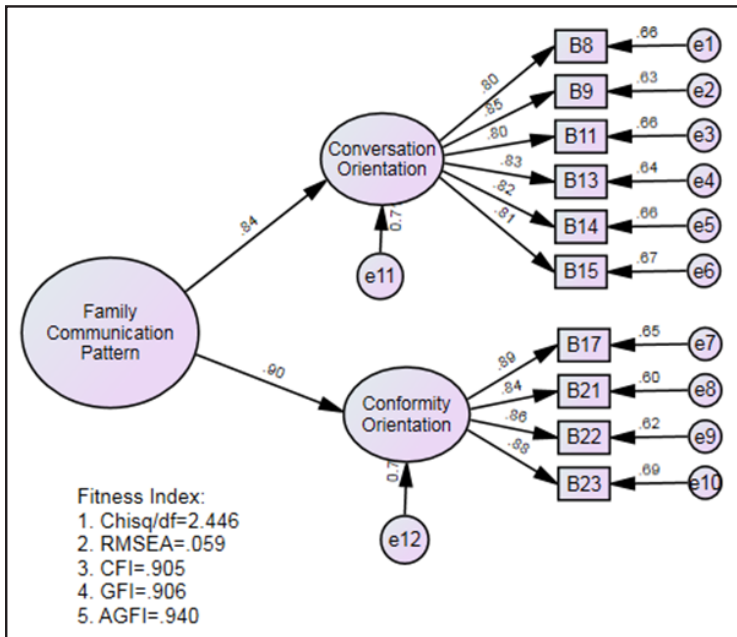 .80
B8
.66
e1
.85
B9
.63
e2
.80
B11
.66
e3
Conversation
Orientation
.83
B13
.64
e4
.82
B14
.66
e5
.81
B15
.67
e6
.84
0.7
e11
Family
Communication
Pattern
.90
.89
B17
.65
e7
.84
B21
.60
e8
Conformity
Orientation
.86
B22
.62
e9
.88
B23
.69
e10
0.7
e12
Fitness Index:
1. Chisq/df=2.446
2. RMSEA=.059
3. CFI=.905
4. GFI=.906
5. AGFI=.940